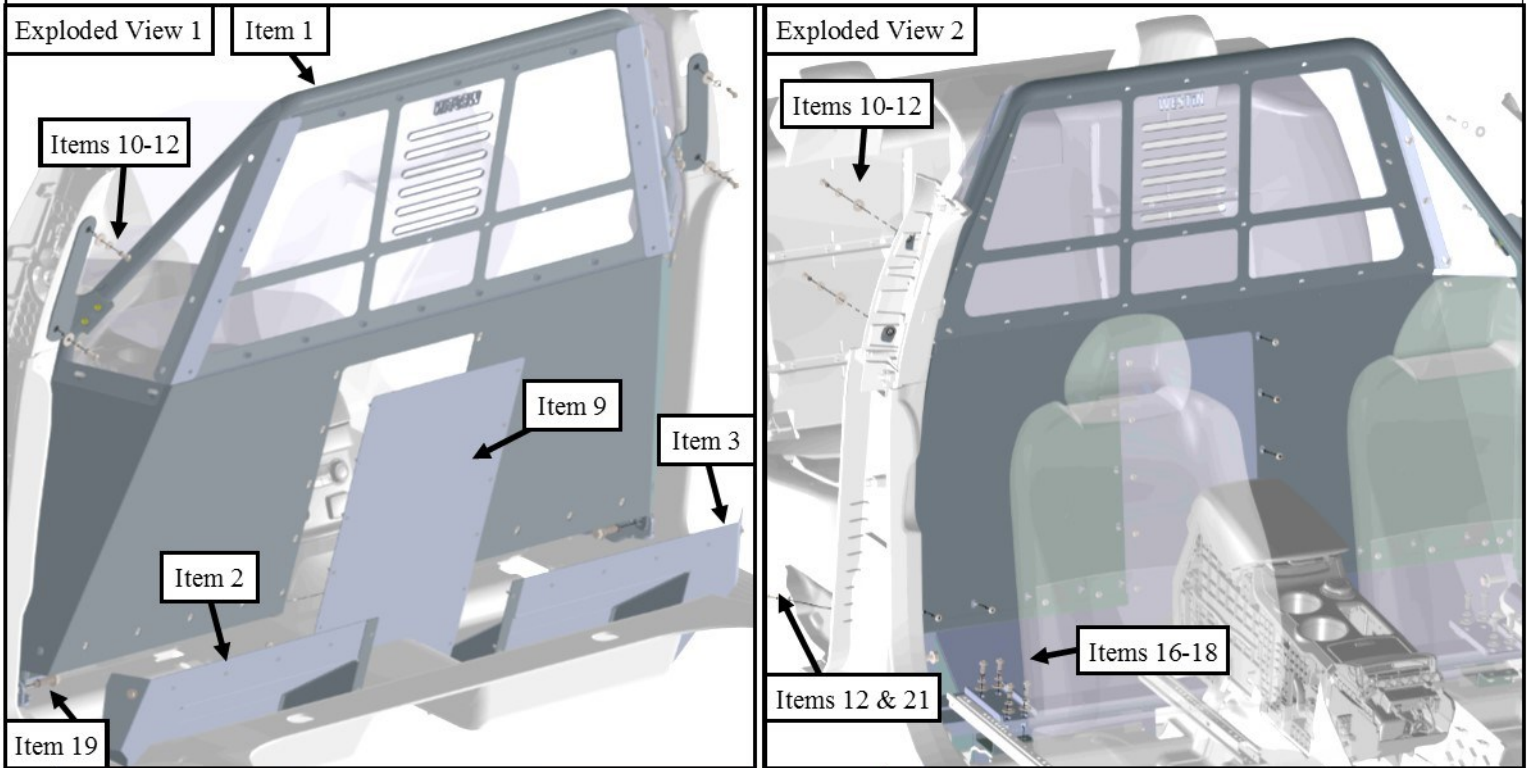 Exploded View 1
Item 1
Items 10-12
Item 9
Item 3
Item 2
Item 19
Exploded View 2
Items 10-12
WESTiN
Items 16-18
Items 12 & 21